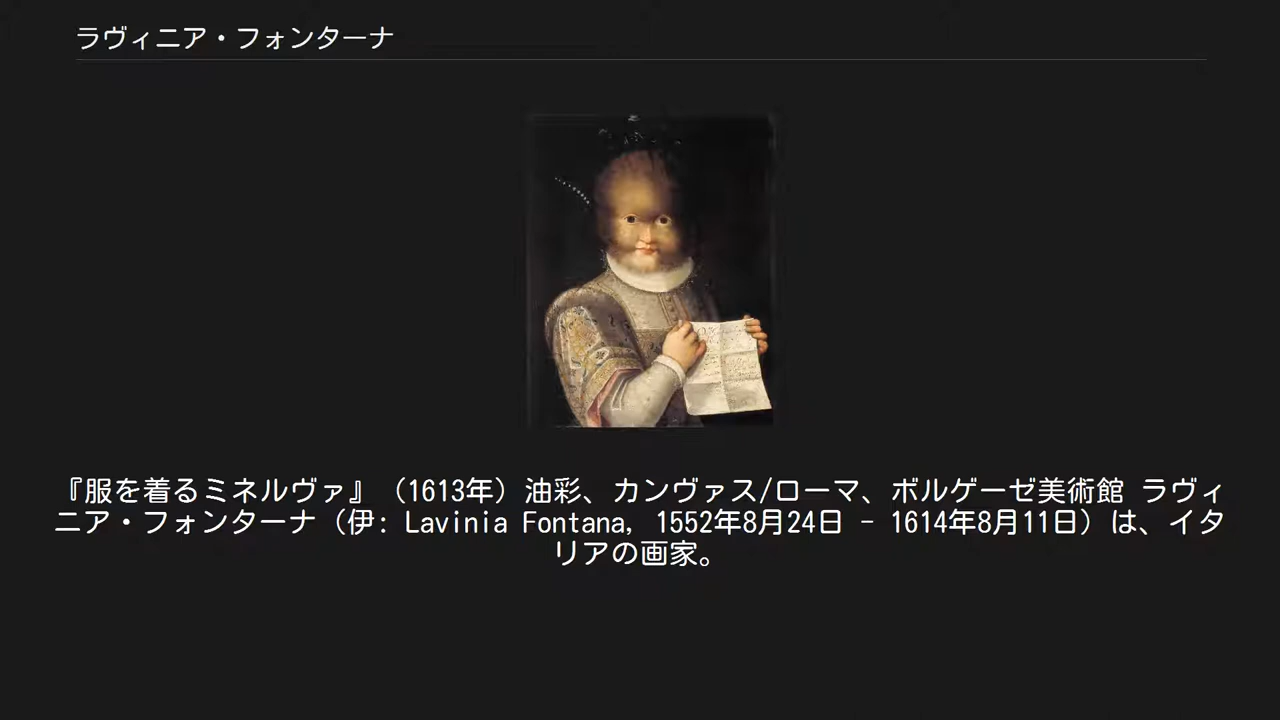 ラヴィニア・フォンターナ
『服を着るミネルヴァ』（1613年）油彩、カンヴァス/ローマ、ボルゲーゼ美術館 ラヴィ
ニア・フォンターナ（伊: Lavinia Fontana, 1552年8月24日 - 1614年8月11日）は、イタ
リアの画家。